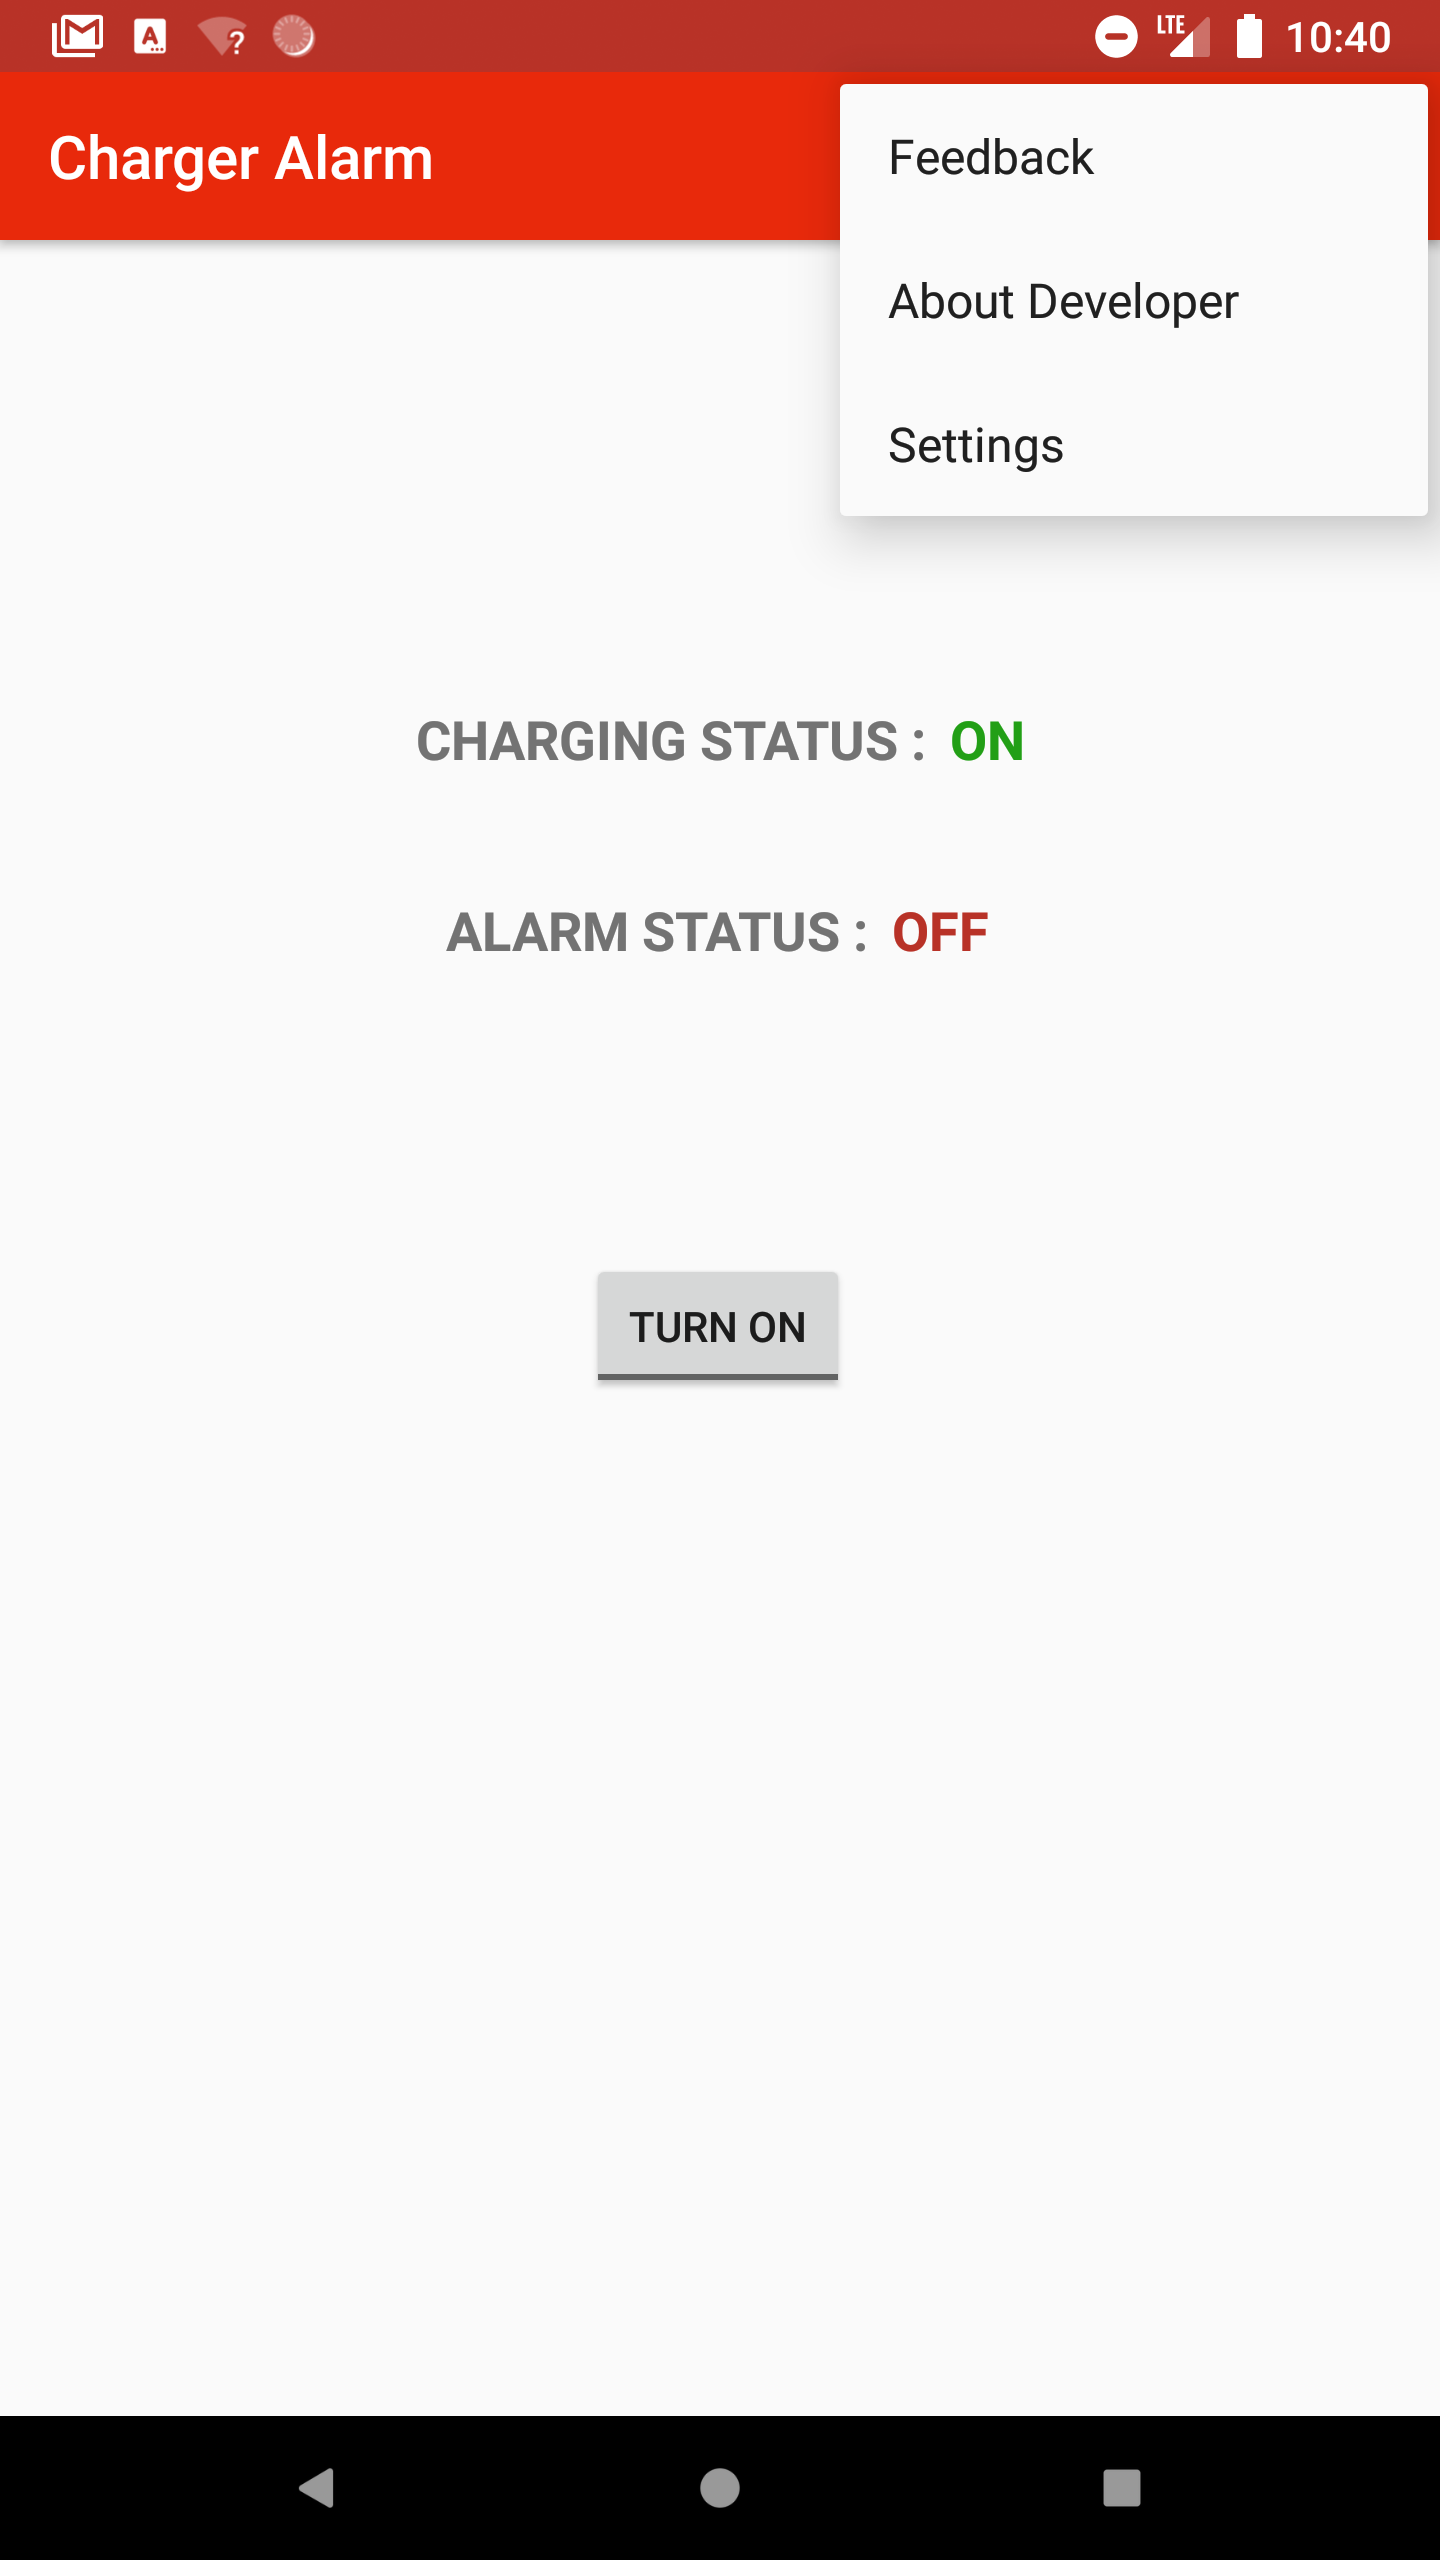 LTE 10:40
Charger Alarm
Feedback
About Developer
Settings
CHARGING STATUS : ON
ALARM STATUS : OFF
TURN ON